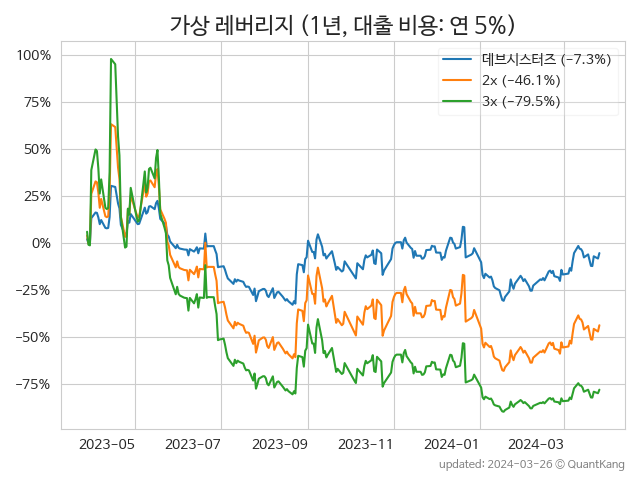 가상 레버리지 (1년, 대출 비용: 연 5%)
데브시스터즈 (−7.3%)
2x (−46.1%)
3x (−79.5%)
100%
75%
50%
25%
0%
−25%
−50%
−75%
2023-05 2023-07 2023-09 2023-11 2024-01 2024-03
updated: 2024-03-26 © QuantKang